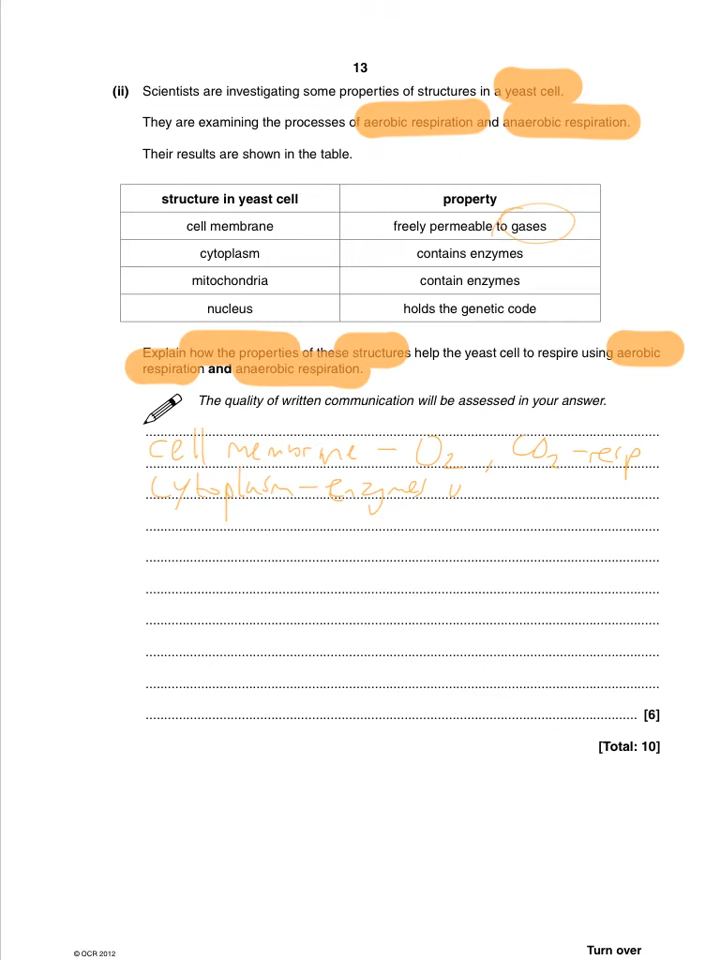 13
(ii) Scientists are investigating some properties of structures in a yeast cell.
They are examining the processes of aerobic respiration and anaerobic respiration.
Their results are shown in the table.
structure in yeast cell property
cell membrane freely permeable to gases
cytoplasm contains enzymes
mitochondria contain enzymes
nucleus holds the genetic code
Explain how the properties of these structures help the yeast cell to respire using aerobic
respiration and anaerobic respiration.
The quality of written communication will be assessed in your answer.
cell membrane – O2 , CO2 – resp
Cytoplasm – enzymes
[6]
[Total: 10]
© OCR 2012
Turn over